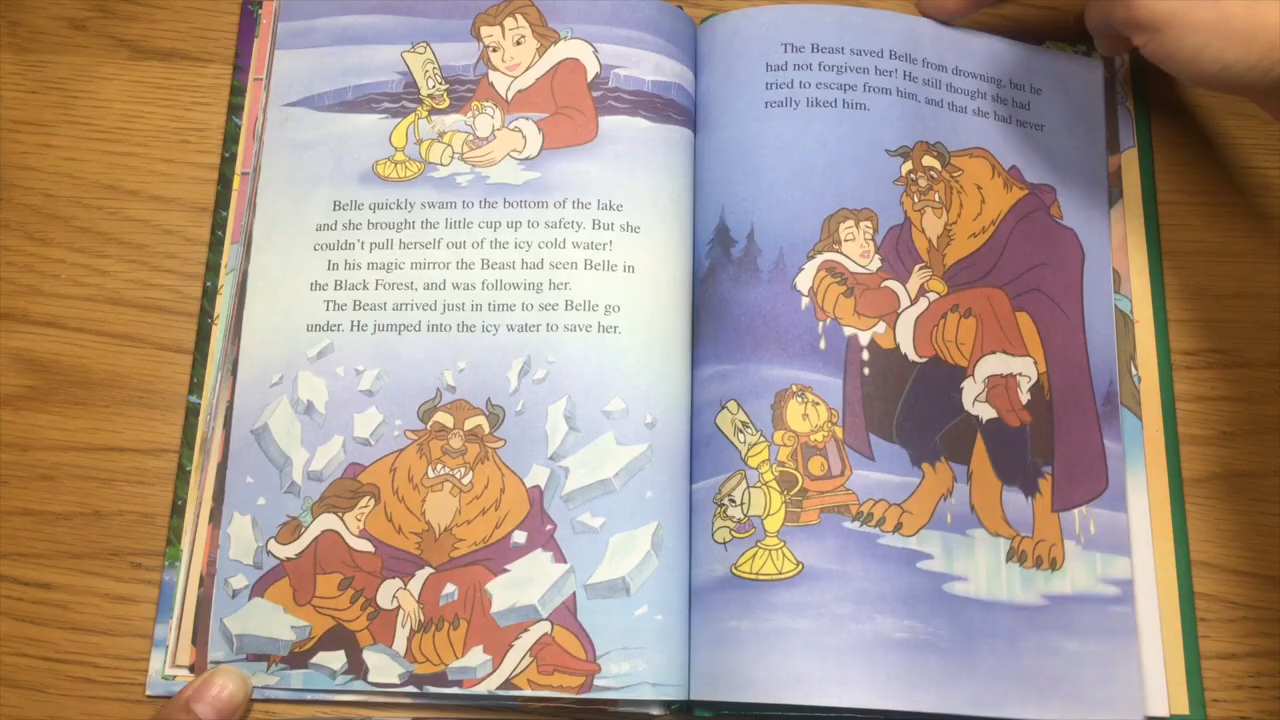 Belle quickly swam to the bottom of the lake
and she brought the little cup up to safety. But she
couldn't pull herself out of the icy cold water!
In his magic mirror the Beast had seen Belle in
the Black Forest, and was following her.
The Beast arrived just in time to see Belle go
under. He jumped into the icy water to save her.
The Beast saved Belle from drowning, but he
had not forgiven her! He still thought she had
tried to escape from him, and that she had never
really liked him.